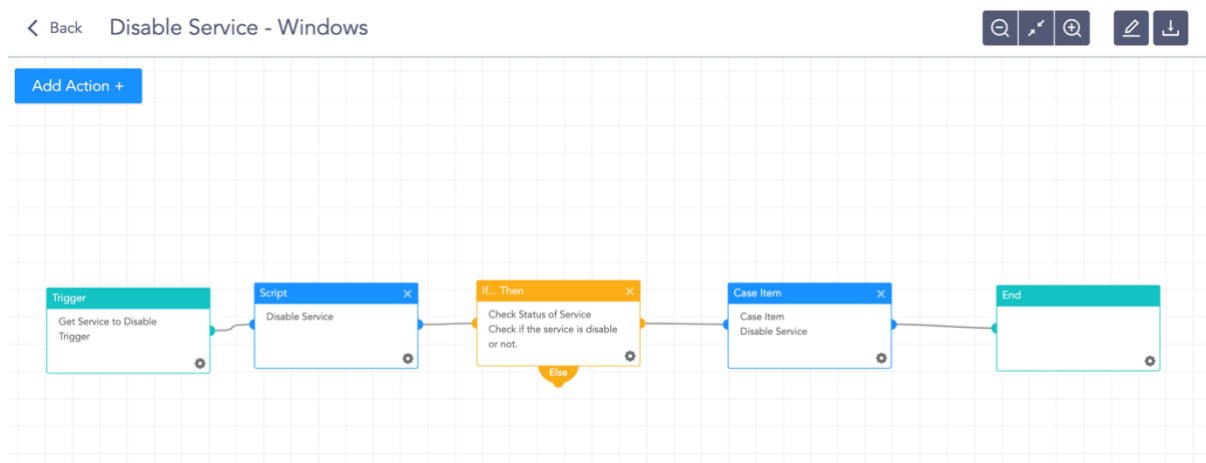 Back
Disable Service - Windows
Add Action +
Trigger
Get Service to Disable
Trigger
Script
Disable Service
If... Then
Check Status of Service
Check if the service is disable
or not.
Else
Case Item
Case Item
Disable Service
End